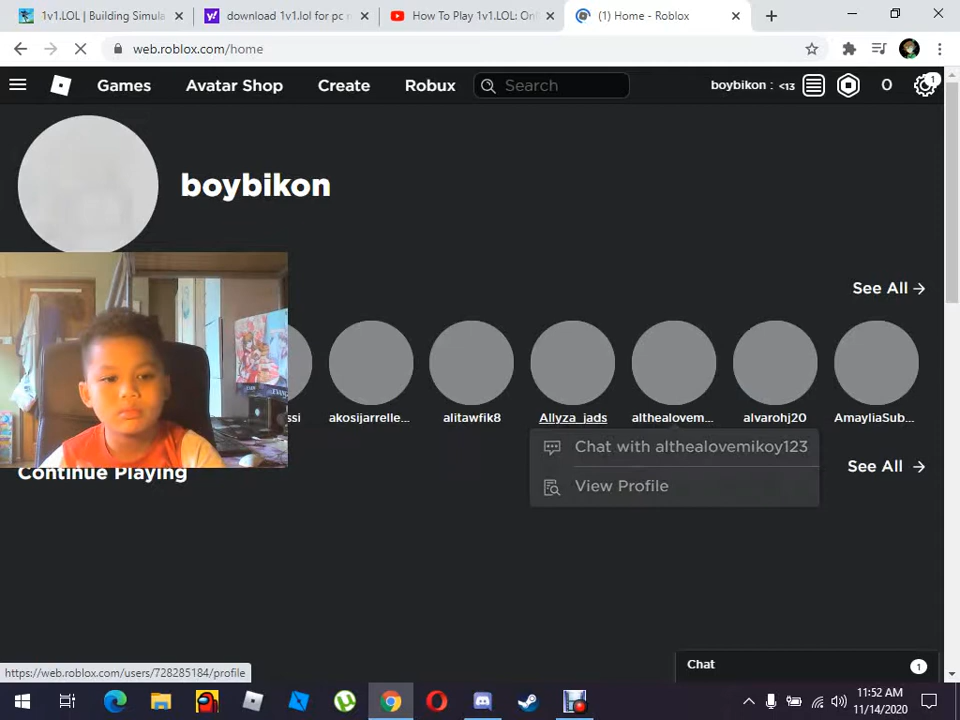 1v1.LOL | Building Simula
download 1v1.lol for pc n
How To Play 1v1.LOL: Onl
(1) Home - Roblox
web.roblox.com/home
Games
Avatar Shop
Create
Robux
Search
boybikon : <13
0
1
boybikon
See All
ssi
akosijarrelle...
alitawfik8
Allyza_jads
althealovem...
alvarohj20
AmayliaSub...
Chat with althealovemikoy123
View Profile
Continue Playing
See All
https://web.roblox.com/users/728285184/profile
Chat
1
11:52 AM
11/14/2020